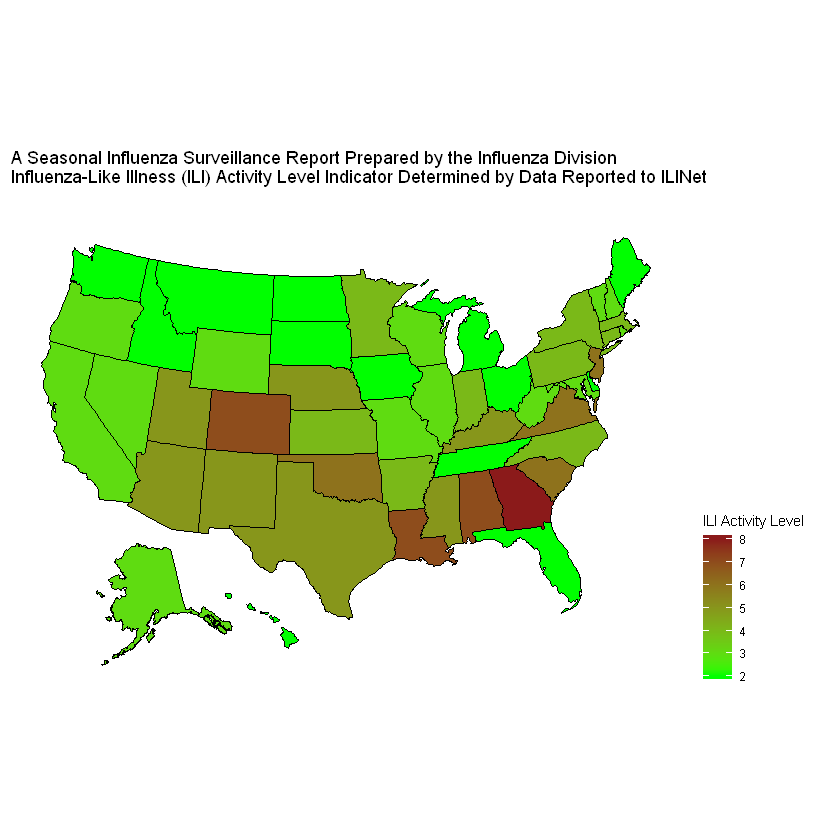 A Seasonal Influenza Surveillance Report Prepared by the Influenza Division
Influenza-Like Illness (ILI) Activity Level Indicator Determined by Data Reported to ILINet
ILI Activity Level
8
7
6
5
4
3
2